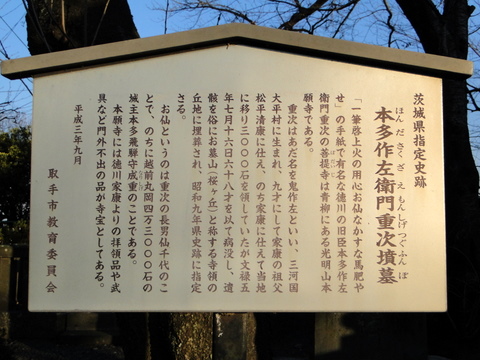 茨城県指定史跡
本多作左衛門重次墳墓
ほんださくざえもんしげつぐふんぼ
「一筆啓上火の用心お仙なかすな馬肥や
せ」の手紙で有名な徳川の旧臣本多作左
衛門重次の菩提寺は青柳にある光明山本
願寺である。
重次はあだ名を鬼作左といい、三河国
大平村に生まれ、九才にして家康の祖父
松平清康に仕え、のち家康に仕えて当地
に移り三〇〇〇石を領していたが文禄五
年七月十六日六十八才を以て病没し、遺
骸を俗にお墓山（桜ヶ丘）と称する寺領の
丘地に埋葬され、昭和九年県史跡に指定
さる。
お仙というのは重次の長男仙千代のこ
とで、のちに越前丸岡四万三〇〇〇石の
城主本多飛騨守成重のことである。
本願寺には徳川家康よりの拝領品や武
具など門外不出の品が寺宝としてある。
平成三年九月
取手市教育委員会